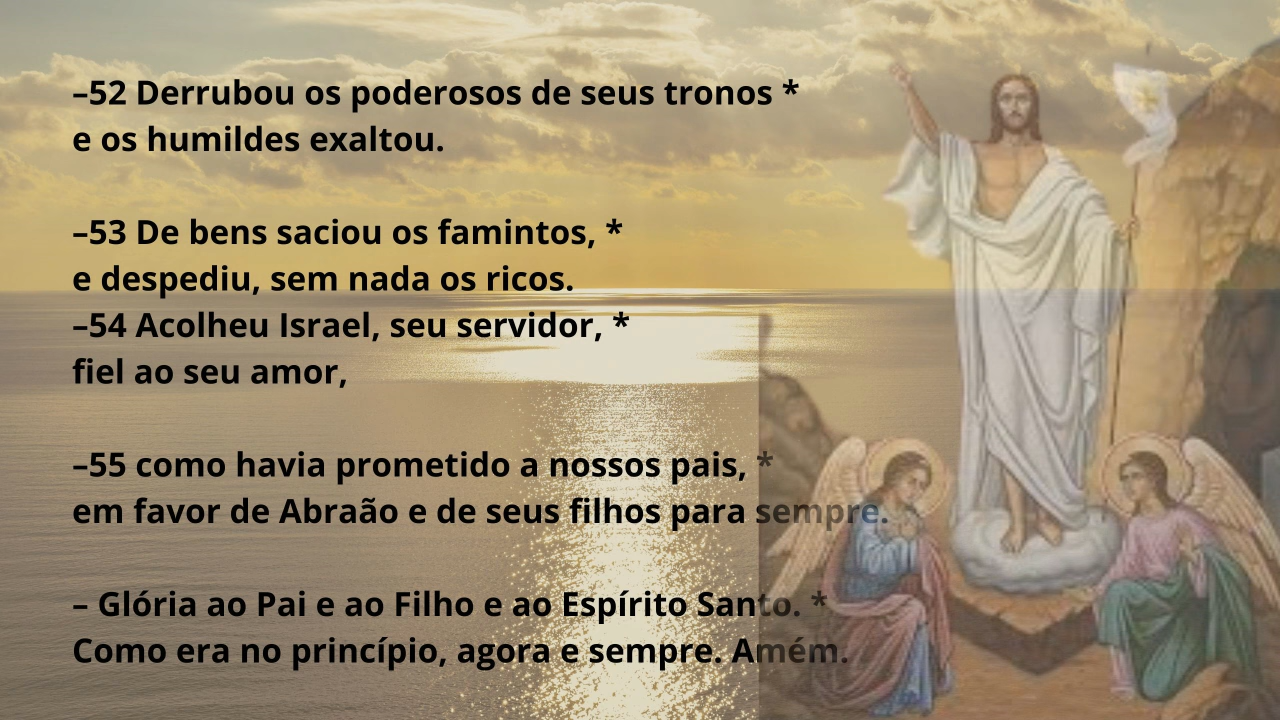 –52 Derrubou os poderosos de seus tronos *
e os humildes exaltou.
–53 De bens saciou os famintos, *
e despediu, sem nada os ricos.
–54 Acolheu Israel, seu servidor, *
fiel ao seu amor,
–55 como havia prometido a nossos pais, *
em favor de Abraão e de seus filhos para sempre.
– Glória ao Pai e ao Filho e ao Espírito Santo. *
Como era no princípio, agora e sempre. Amém.